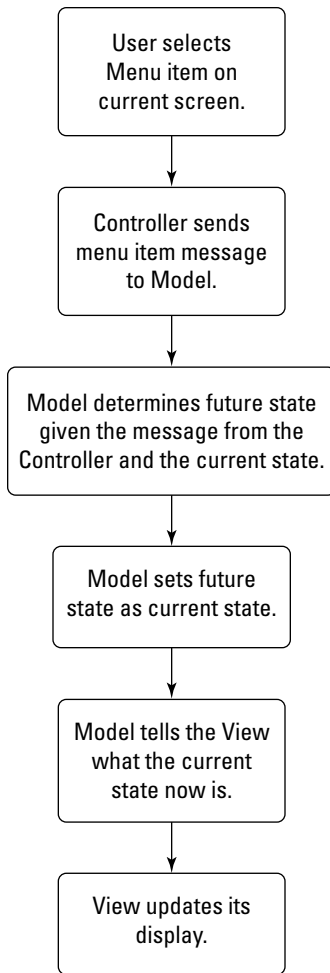 User selects
Menu item on
current screen.
Controller sends
menu item message
to Model.
Model determines future state
given the message from the
Controller and the current state.
Model sets future
state as current state.
Model tells the View
what the current
state now is.
View updates its
display.